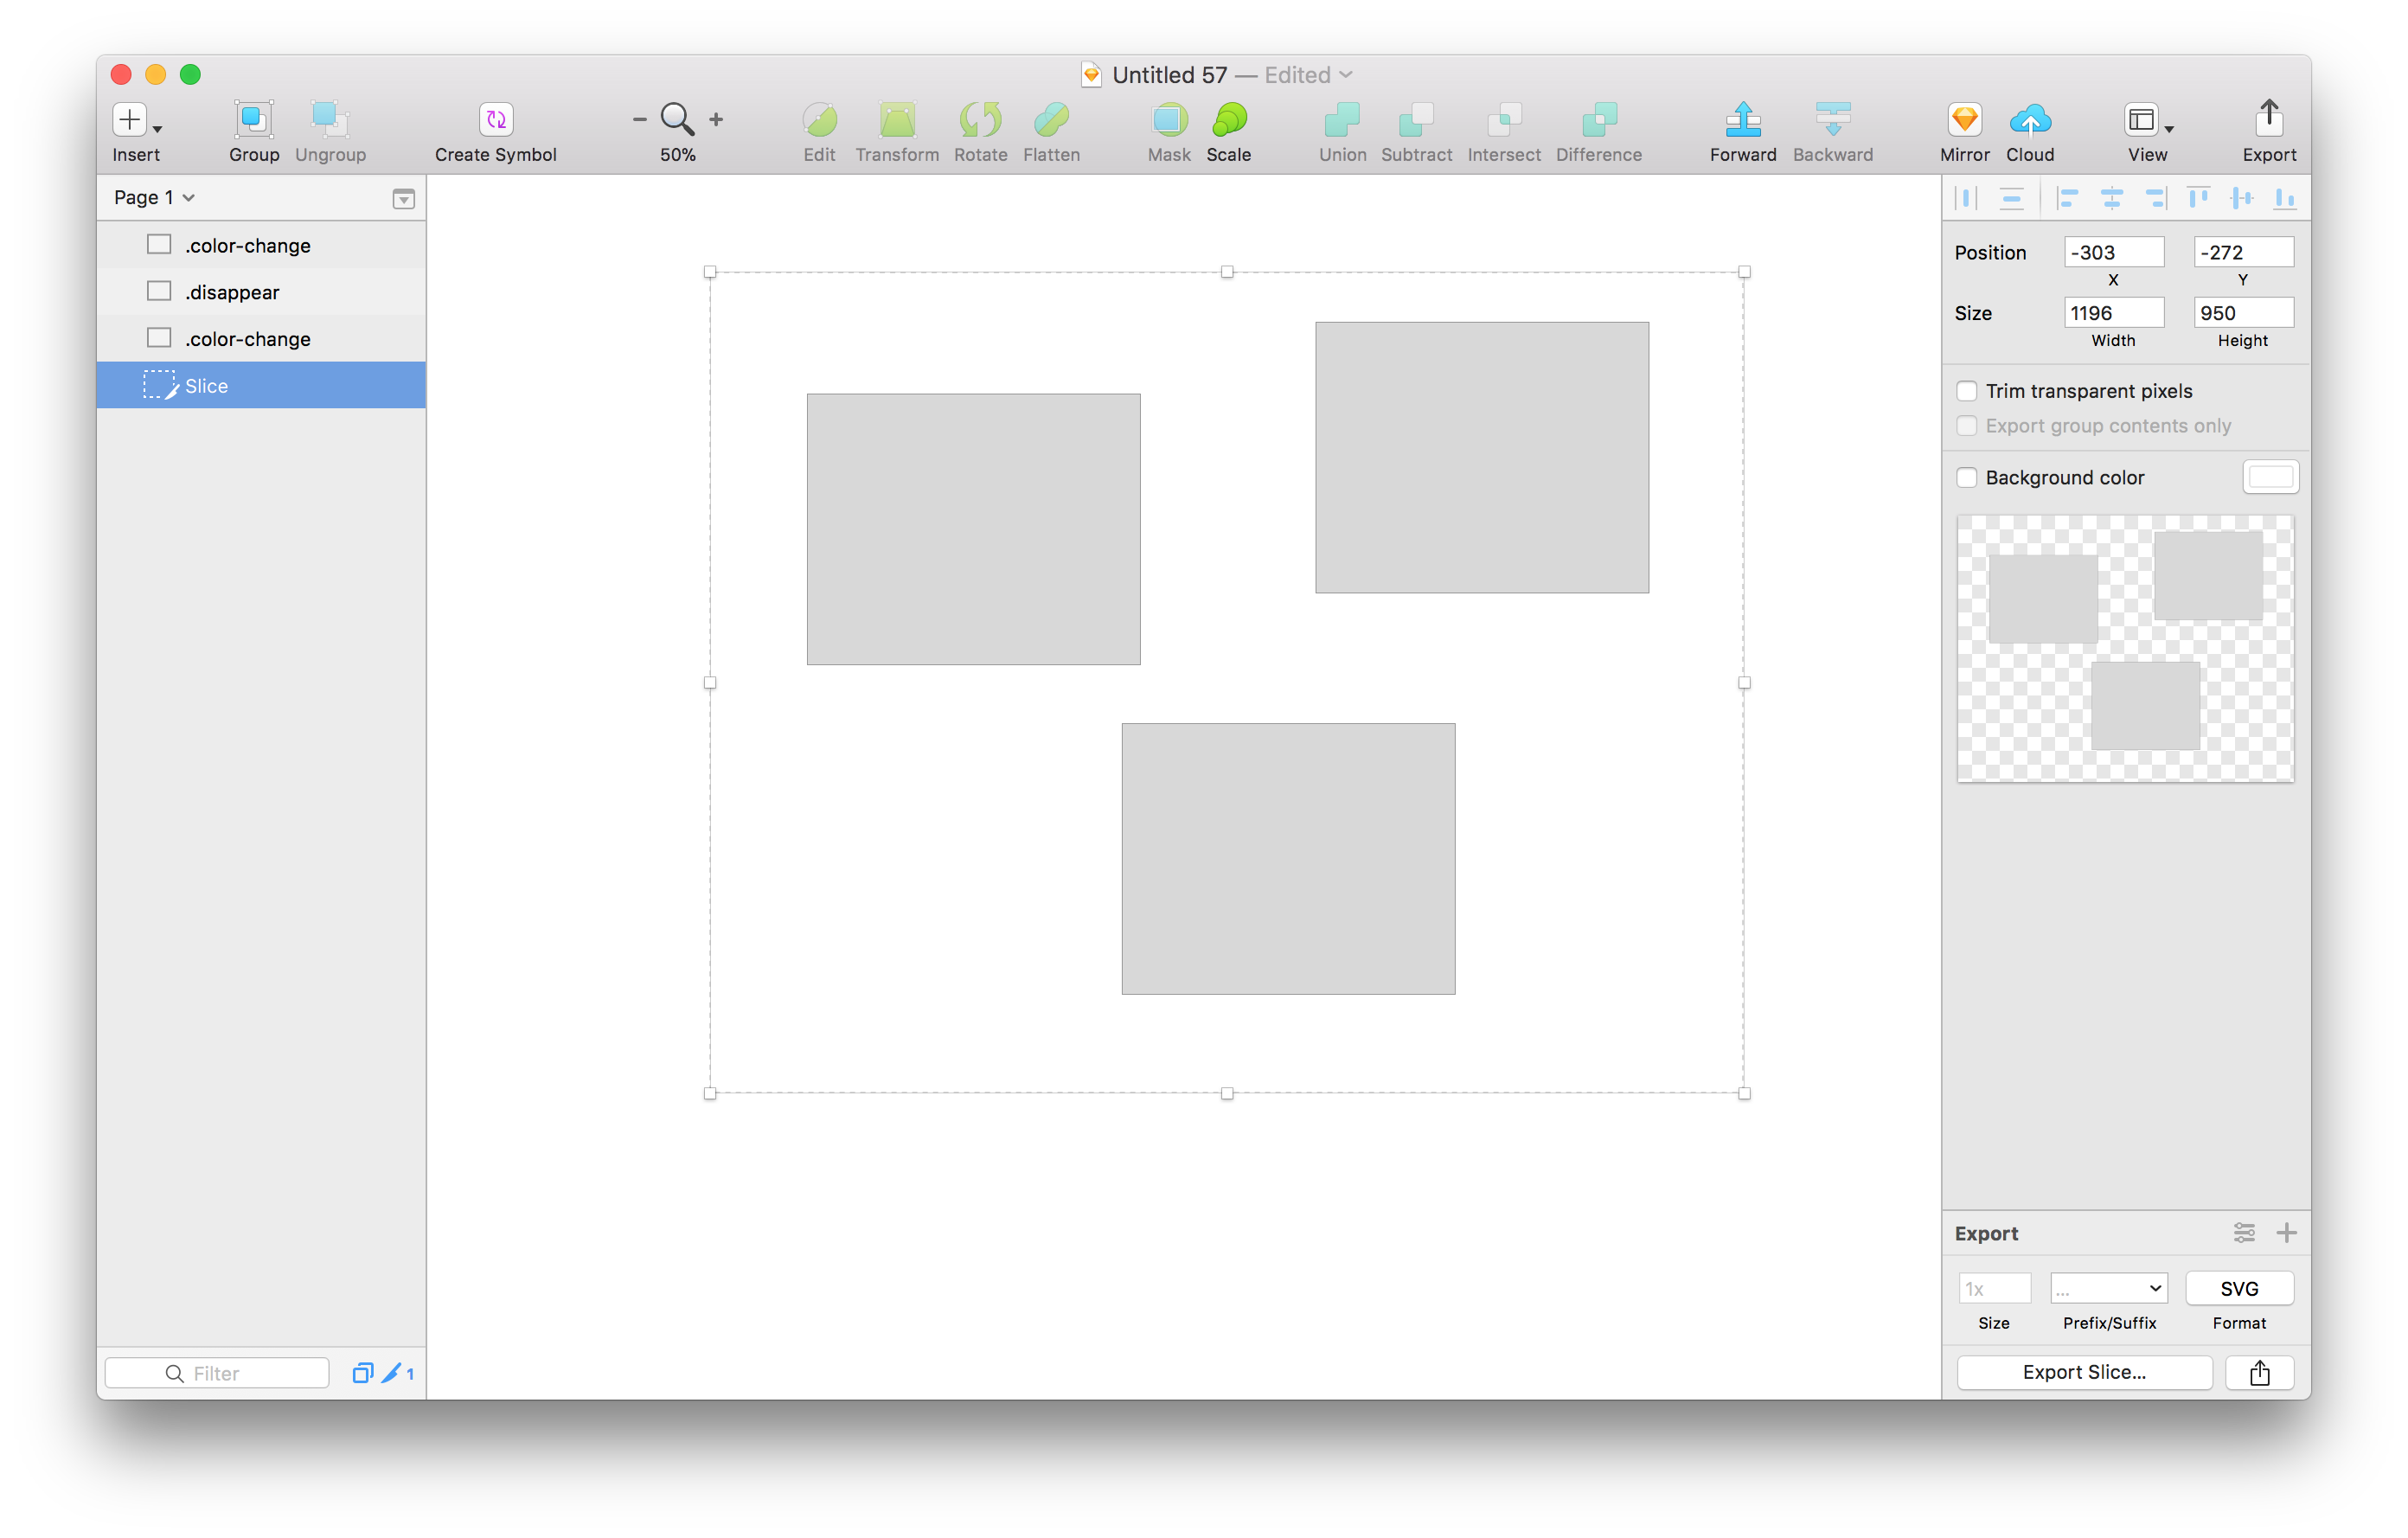 Untitled 57 — Edited
Insert Group Ungroup Create Symbol 50% Edit Transform Rotate Flatten Mask Scale Union Subtract Intersect Difference Forward Backward Mirror Cloud View Export
Page 1
.color-change
.disappear
.color-change
Slice
Filter
1
Position -303 -272
X Y
Size 1196 950
Width Height
Trim transparent pixels
Export group contents only
Background color
Export
1x ... SVG
Size Prefix/Suffix Format
Export Slice...